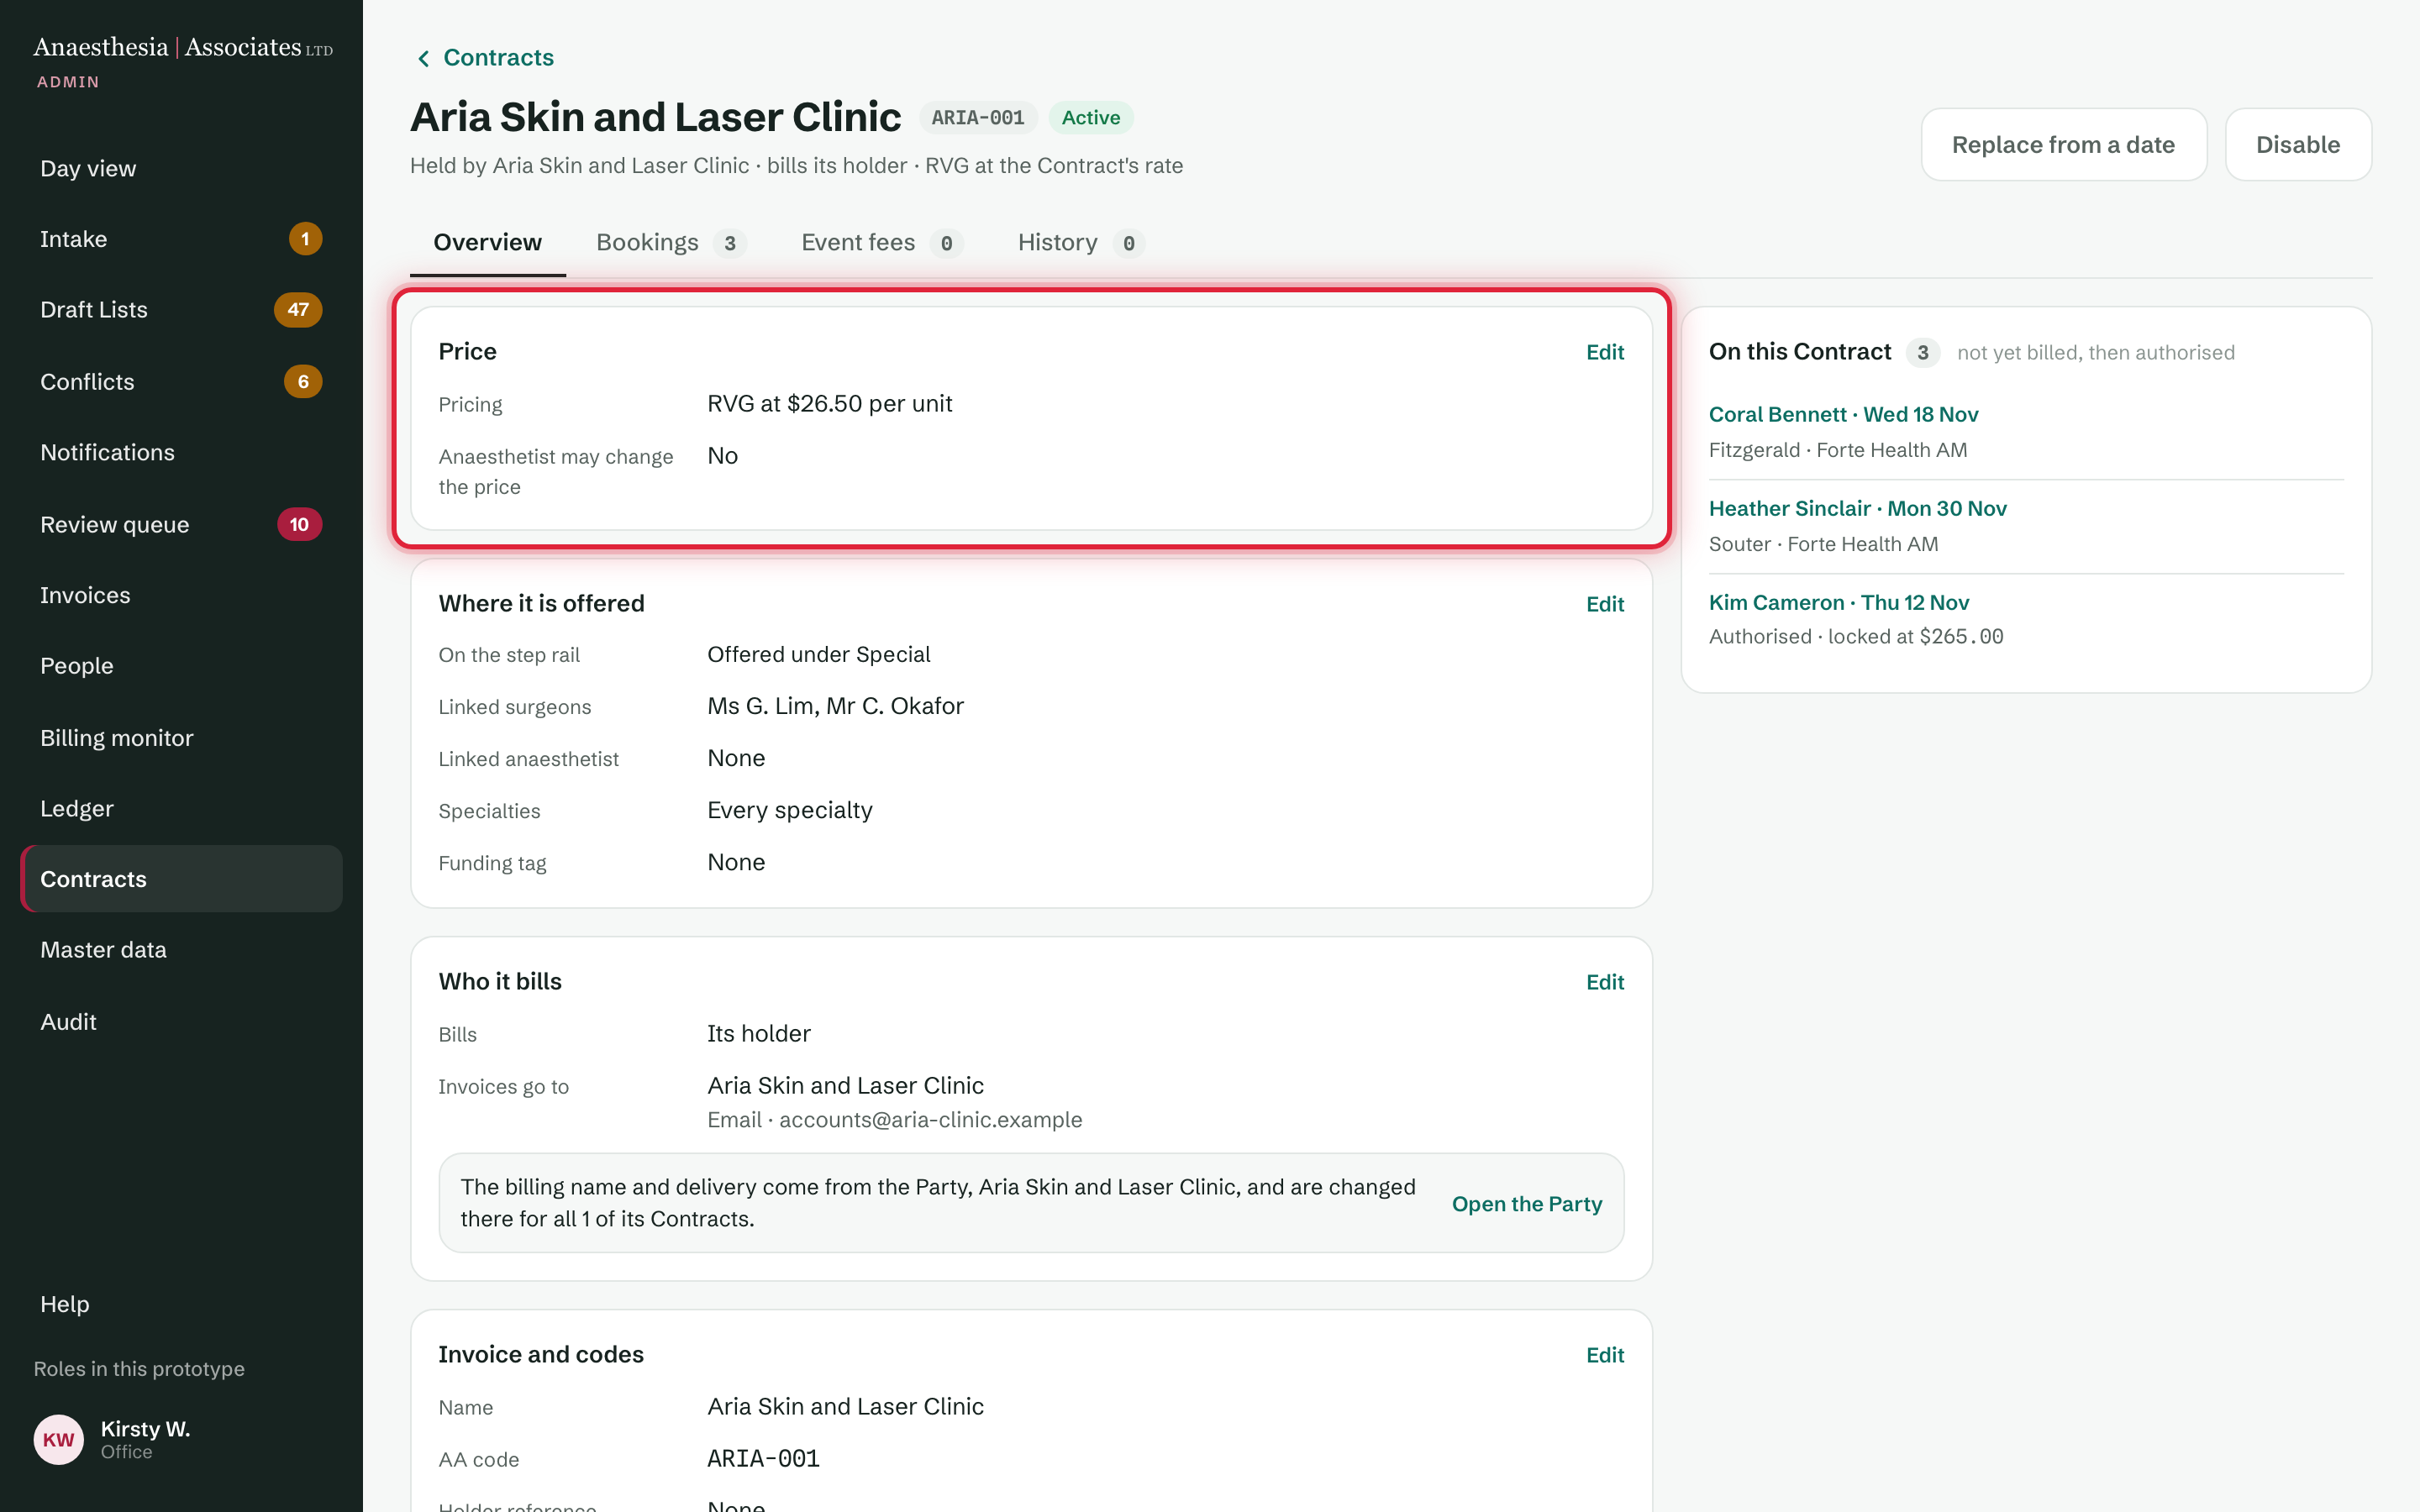 Anaesthesia | Associates LTD
ADMIN
Day view
Intake 1
Draft Lists 47
Conflicts 6
Notifications
Review queue 10
Invoices
People
Billing monitor
Ledger
Contracts
Master data
Audit
Help
Roles in this prototype
KW Kirsty W.
Office
Contracts
Aria Skin and Laser Clinic ARIA-001 Active
Held by Aria Skin and Laser Clinic · bills its holder · RVG at the Contract's rate
Replace from a date Disable
Overview Bookings 3 Event fees 0 History 0
Price Edit
Pricing RVG at $26.50 per unit
Anaesthetist may change No
the price
Where it is offered Edit
On the step rail Offered under Special
Linked surgeons Ms G. Lim, Mr C. Okafor
Linked anaesthetist None
Specialties Every specialty
Funding tag None
Who it bills Edit
Bills Its holder
Invoices go to Aria Skin and Laser Clinic
Email · accounts@aria-clinic.example
The billing name and delivery come from the Party, Aria Skin and Laser Clinic, and are changed
there for all 1 of its Contracts.
Open the Party
Invoice and codes Edit
Name Aria Skin and Laser Clinic
AA code ARIA-001
Holder reference None
On this Contract 3 not yet billed, then authorised
Coral Bennett · Wed 18 Nov
Fitzgerald · Forte Health AM
Heather Sinclair · Mon 30 Nov
Souter · Forte Health AM
Kim Cameron · Thu 12 Nov
Authorised · locked at $265.00